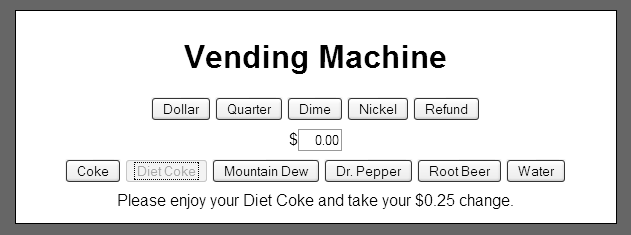 Vending Machine
Dollar Quarter Dime Nickel Refund
$ 0.00
Coke Diet Coke Mountain Dew Dr. Pepper Root Beer Water
Please enjoy your Diet Coke and take your $0.25 change.